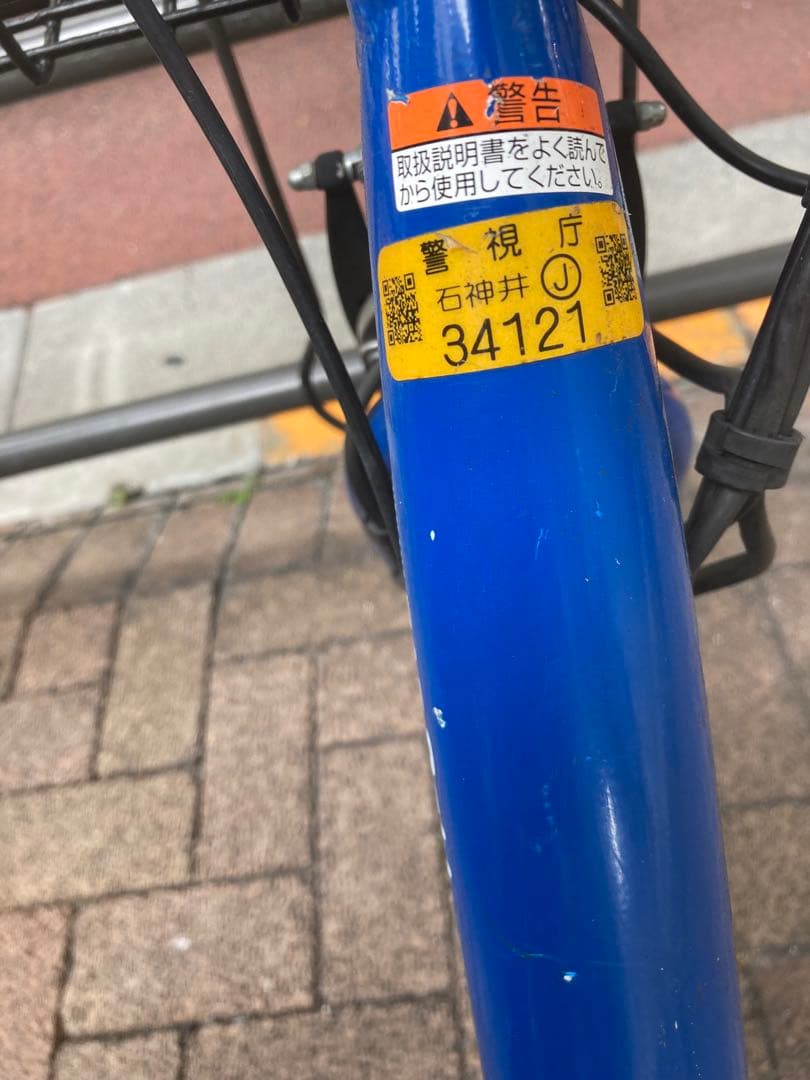 警告
取扱説明書をよく読んで
から使用してください。
警視庁
石神井 Ⓙ
34121